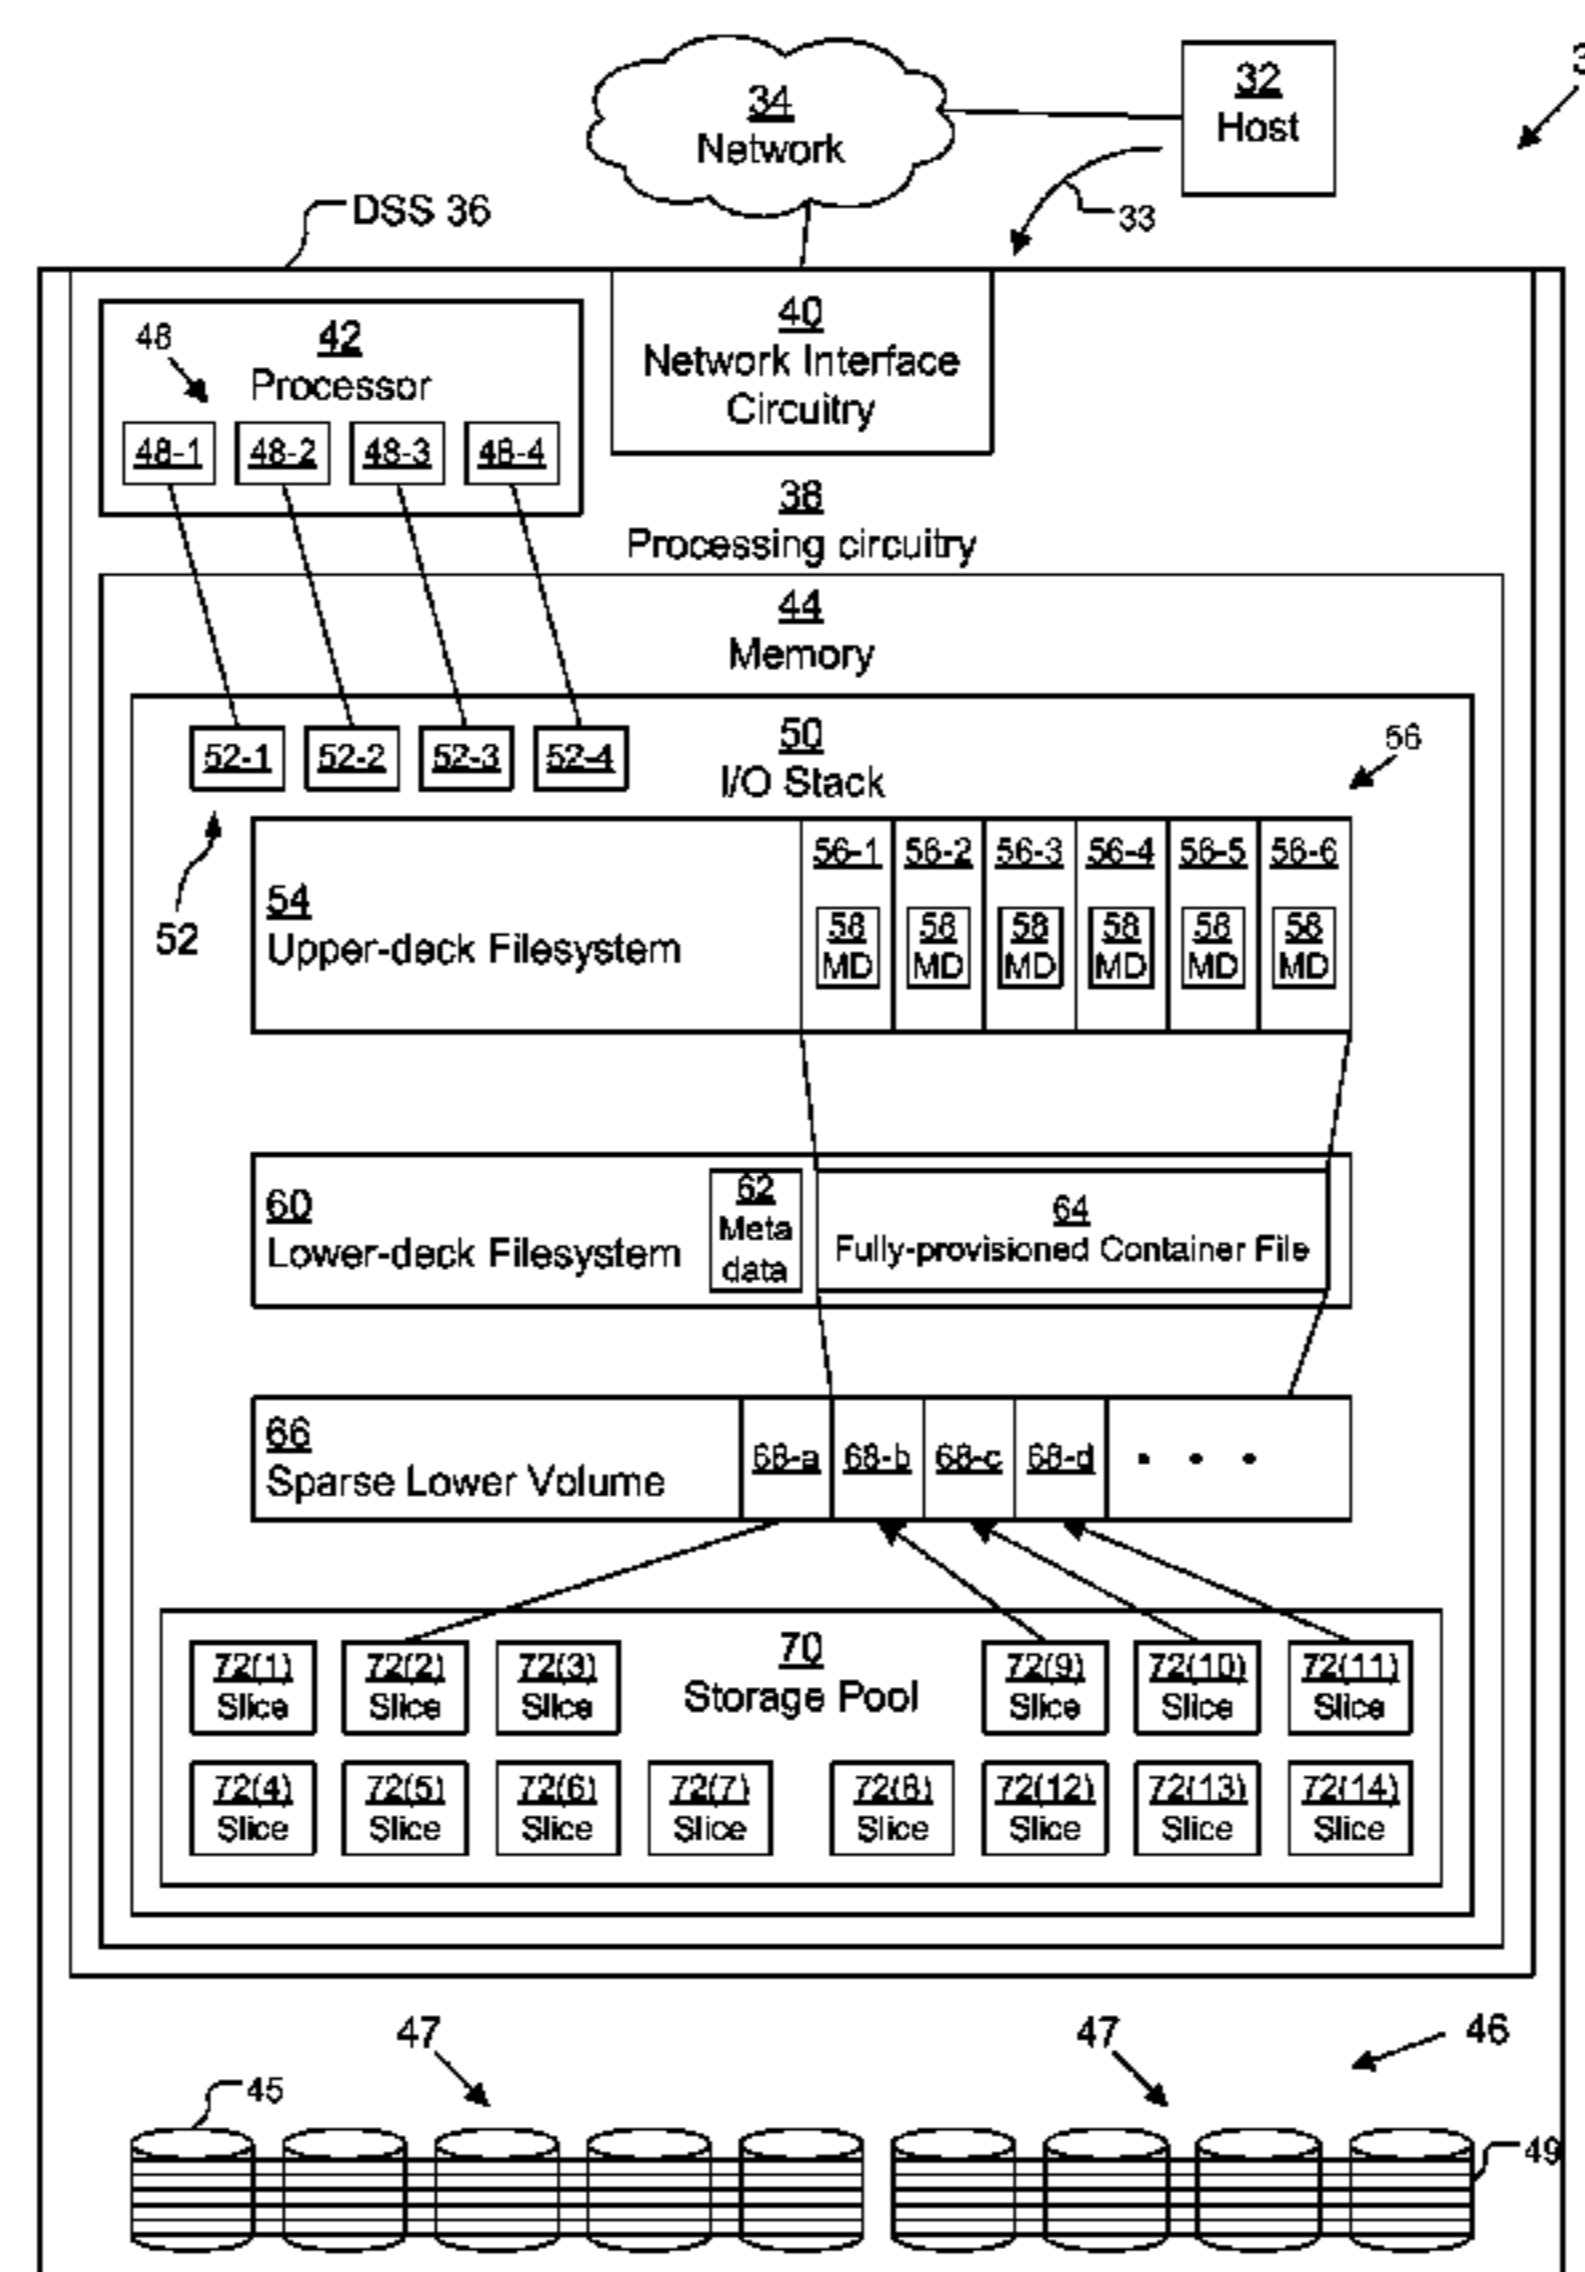 34
Network
32
Host
3
33
DSS 36
40
Network Interface
Circuitry
48
42
Processor
48-1 48-2 48-3 48-4
38
Processing circuitry
44
Memory
52-1 52-2 52-3 52-4
50
I/O Stack
56
52
54
Upper-deck Filesystem
56-1 56-2 56-3 56-4 56-5 56-6
58 58 58 58 58 58
MD MD MD MD MD MD
60
Lower-deck Filesystem
62
Meta
data
64
Fully-provisioned Container File
66
Sparse Lower Volume
68-a 68-b 68-c 68-d • • •
70
Storage Pool
72(1) 72(2) 72(3) 72(9) 72(10) 72(11)
Slice Slice Slice Slice Slice Slice
72(4) 72(5) 72(6) 72(7) 72(8) 72(12) 72(13) 72(14)
Slice Slice Slice Slice Slice Slice Slice Slice
47
47
46
45
49